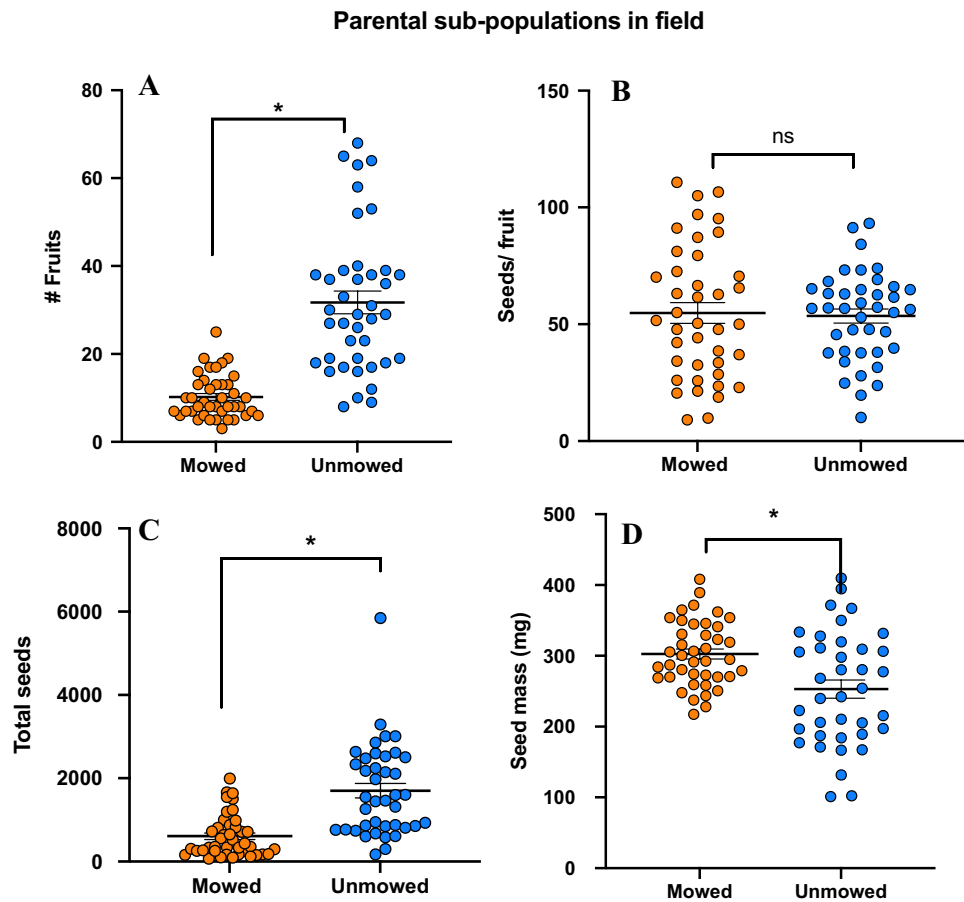 Parental sub-populations in field
A
# Fruits
80
60
40
20
0
*
Mowed
Unmowed
B
Seeds/ fruit
150
100
50
0
ns
Mowed
Unmowed
C
Total seeds
8000
6000
4000
2000
0
*
Mowed
Unmowed
D
Seed mass (mg)
500
400
300
200
100
0
*
Mowed
Unmowed